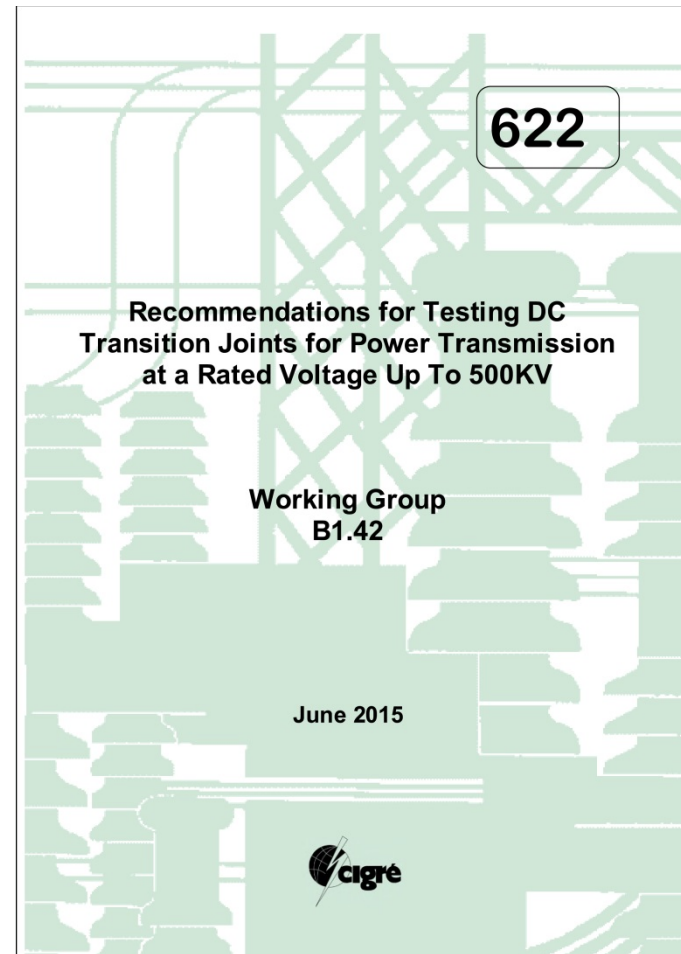 622
Recommendations for Testing DC
Transition Joints for Power Transmission
at a Rated Voltage Up To 500KV
Working Group
B1.42
June 2015
cigré